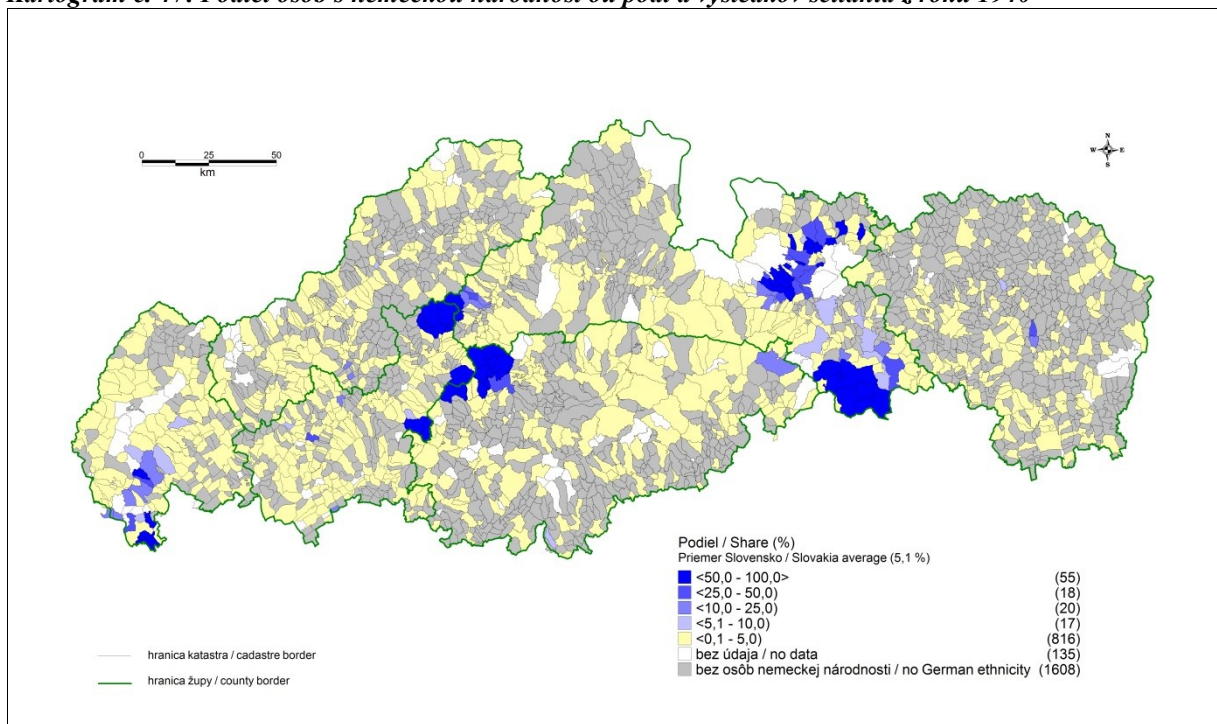 0 25 50
km
N
W E
S
Podiel / Share (%)
Priemer Slovensko / Slovakia average (5,1 %)
<50,0 - 100,0> (55)
<25,0 - 50,0) (18)
<10,0 - 25,0) (20)
<5,1 - 10,0) (17)
<0,1 - 5,0) (816)
bez údaja / no data (135)
bez osôb nemeckej národnosti / no German ethnicity (1608)
hranica katastra / cadastre border
hranica župy / county border